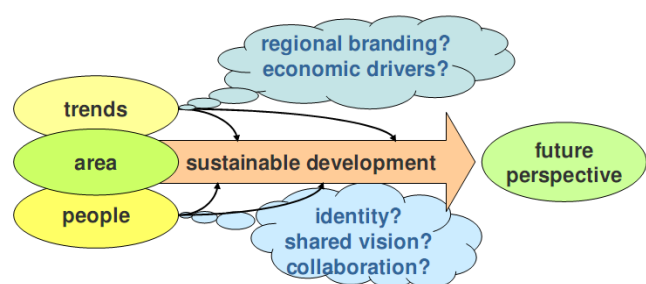 regional branding?
economic drivers?
trends
area
sustainable development
future
perspective
people
identity?
shared vision?
collaboration?